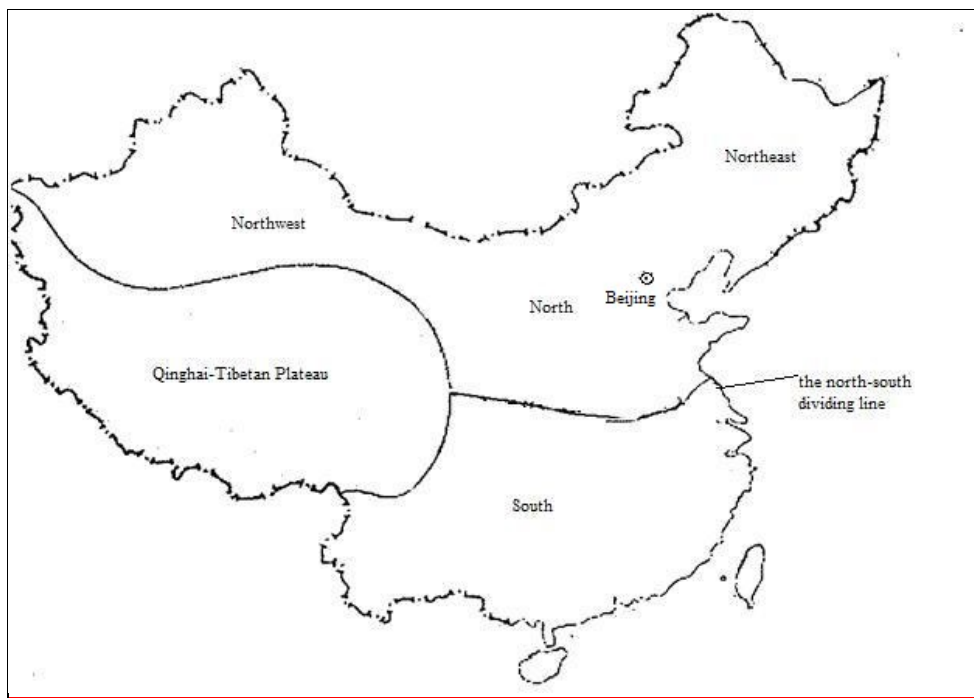 Northeast
Northwest
Beijing
North
Qinghai-Tibetan Plateau
the north-south
dividing line
South